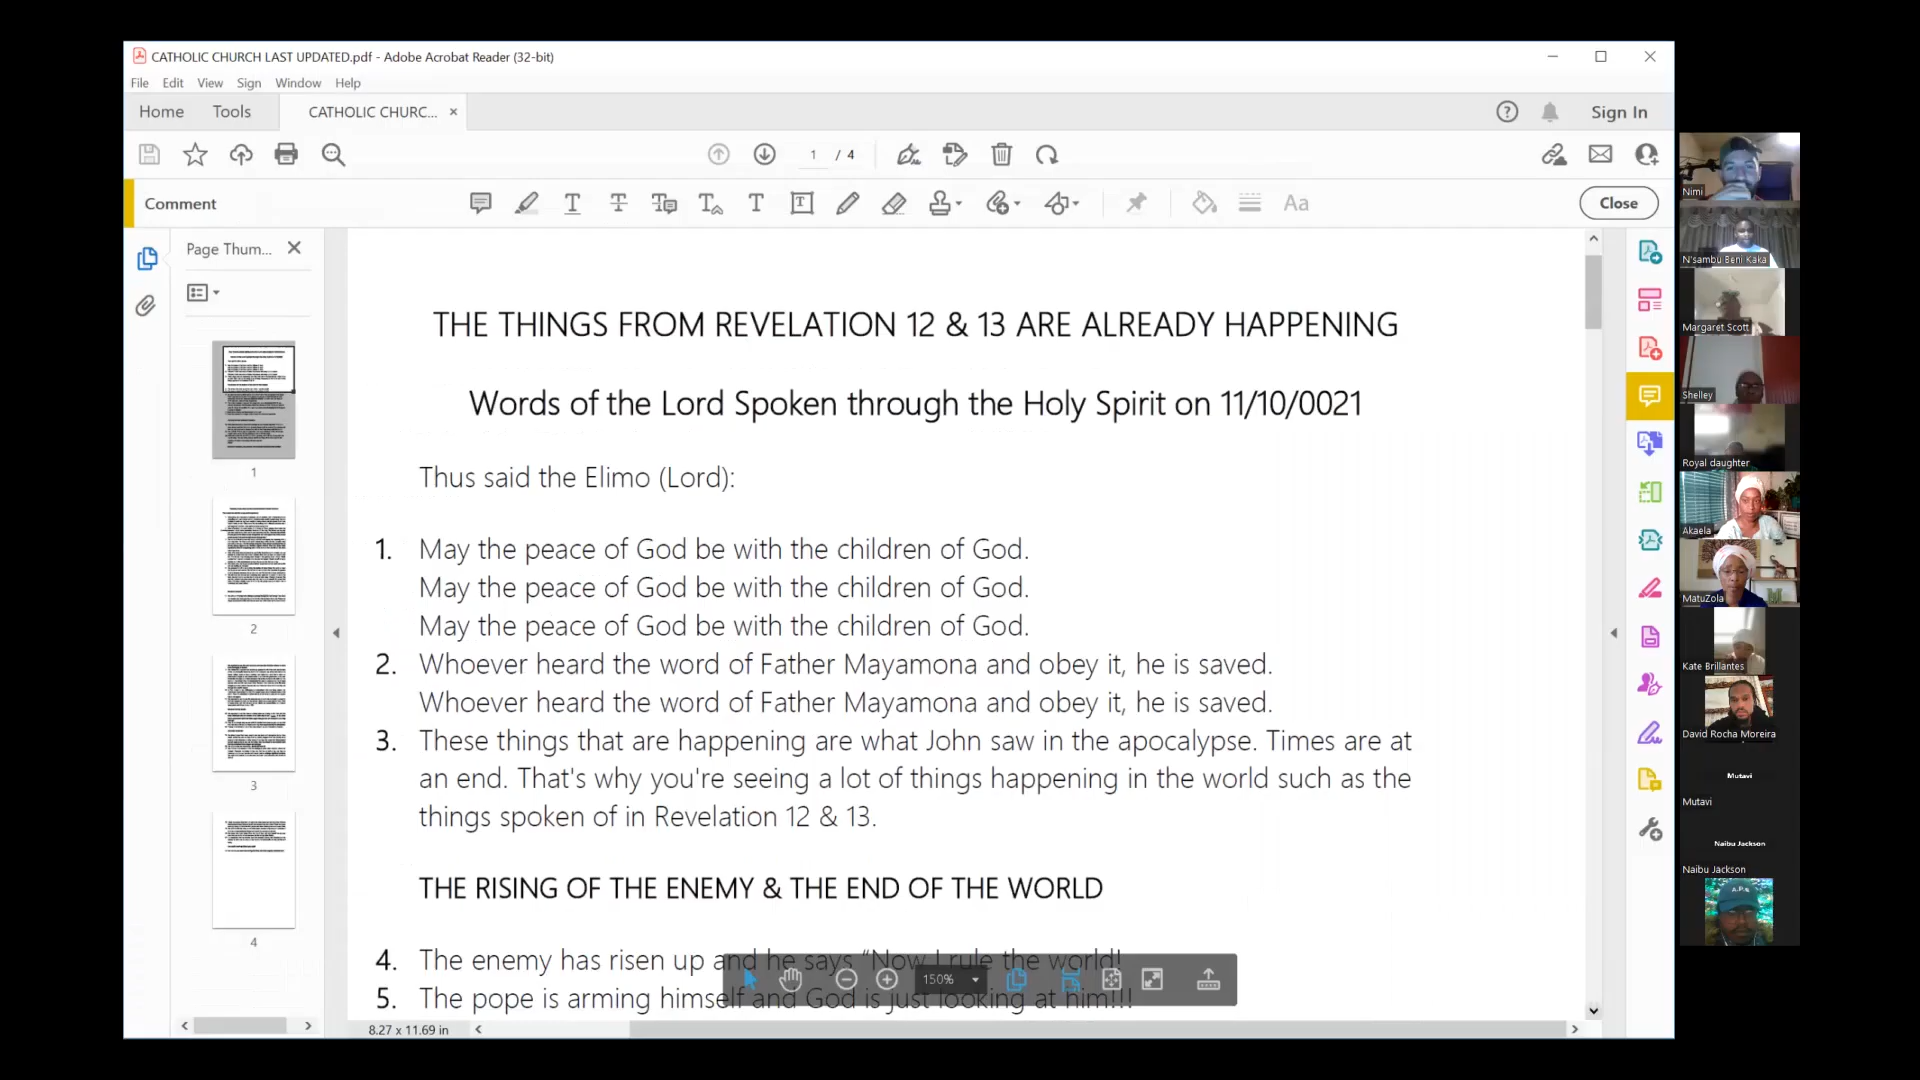 CATHOLIC CHURCH LAST UPDATED.pdf - Adobe Acrobat Reader (32-bit)
File Edit View Sign Window Help
Home Tools CATHOLIC CHURC... × Sign In
1 / 4
Comment Close
Page Thum...
THE THINGS FROM REVELATION 12 & 13 ARE ALREADY HAPPENING
Words of the Lord Spoken through the Holy Spirit on 11/10/0021
Thus said the Elimo (Lord):
1. May the peace of God be with the children of God.
May the peace of God be with the children of God.
May the peace of God be with the children of God.
2. Whoever heard the word of Father Mayamona and obey it, he is saved.
Whoever heard the word of Father Mayamona and obey it, he is saved.
3. These things that are happening are what John saw in the apocalypse. Times are at
an end. That's why you're seeing a lot of things happening in the world such as the
things spoken of in Revelation 12 & 13.
THE RISING OF THE ENEMY & THE END OF THE WORLD
4. The enemy has risen up and he says “Now I rule the world!
5. The pope is arming himself and God is just looking at him!!!
150%
8.27 x 11.69 in
1
2
3
4
Nimi
N'sambu Beni Kaka
Margaret Scott
Shelley
Royal daughter
Akaela
MatuZola
Kate Brillantes
David Rocha Moreira
Mutavi
Mutavi
Naibu Jackson
Naibu Jackson